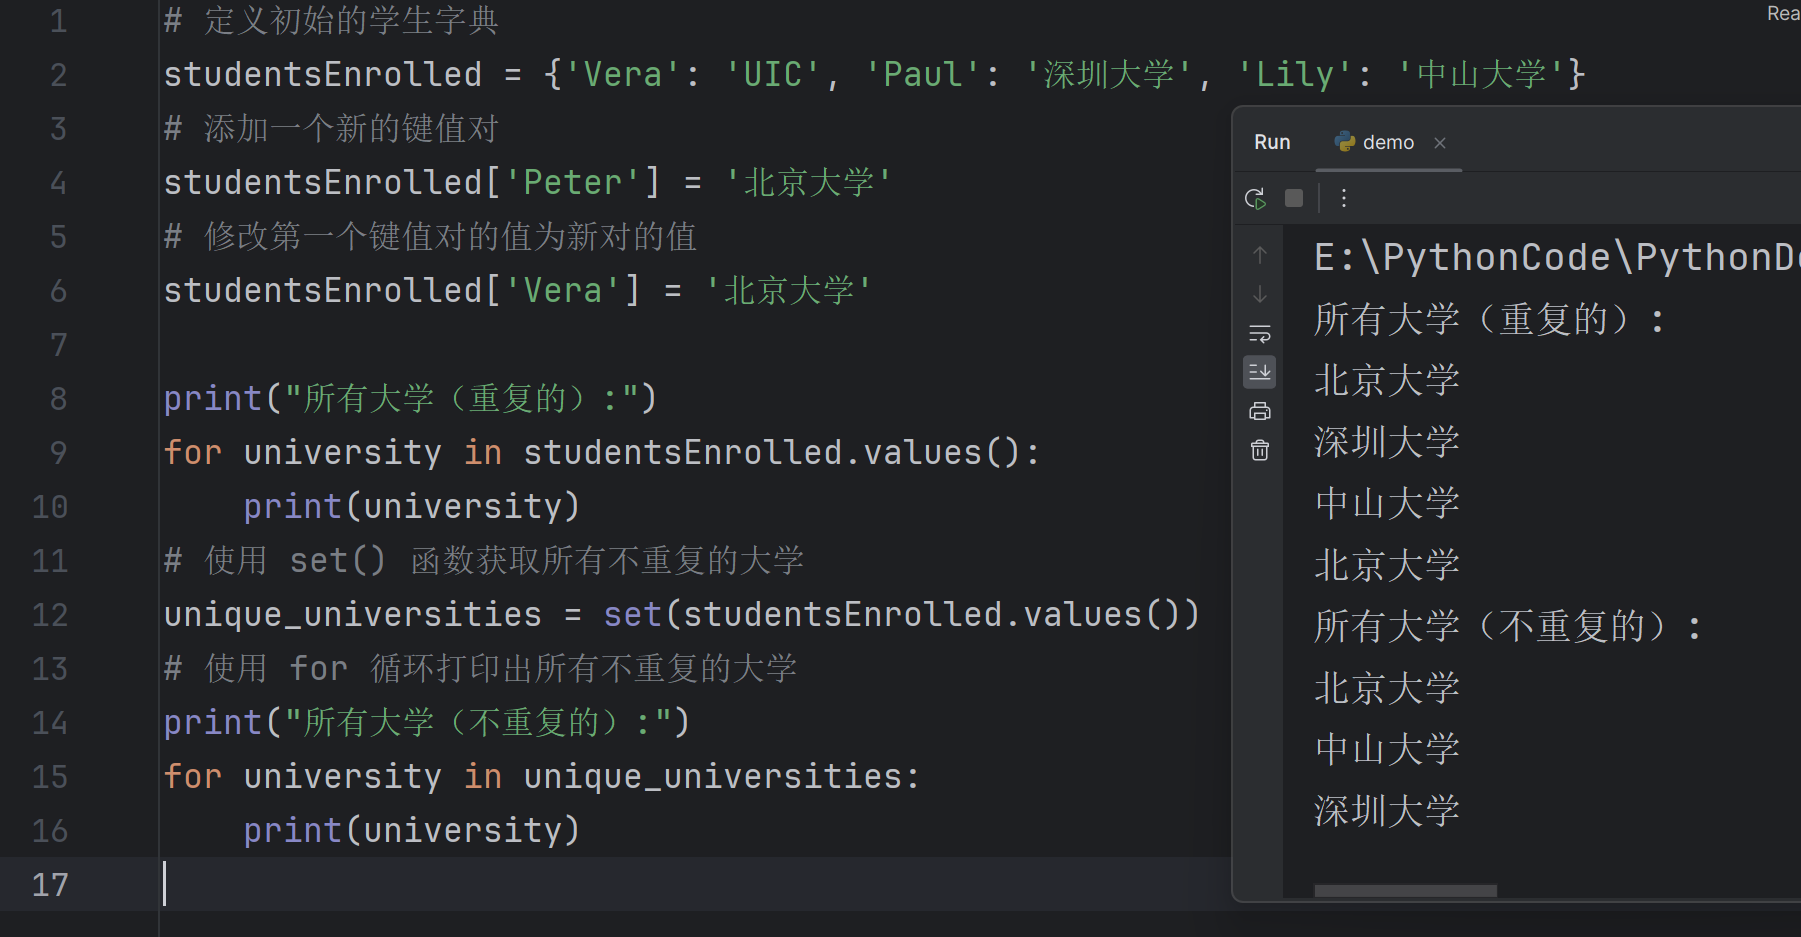 1 # 定义初始的学生字典
2 studentsEnrolled = {'Vera': 'UIC', 'Paul': '深圳大学', 'Lily': '中山大学'}
3 # 添加一个新的键值对
4 studentsEnrolled['Peter'] = '北京大学'
5 # 修改第一个键值对的值为新对的值
6 studentsEnrolled['Vera'] = '北京大学'
7
8 print("所有大学（重复的）:")
9 for university in studentsEnrolled.values():
10     print(university)
11 # 使用 set() 函数获取所有不重复的大学
12 unique_universities = set(studentsEnrolled.values())
13 # 使用 for 循环打印出所有不重复的大学
14 print("所有大学（不重复的）:")
15 for university in unique_universities:
16     print(university)
17
Rea
Run demo
E:\PythonCode\PythonD
所有大学（重复的）:
北京大学
深圳大学
中山大学
北京大学
所有大学（不重复的）:
北京大学
中山大学
深圳大学